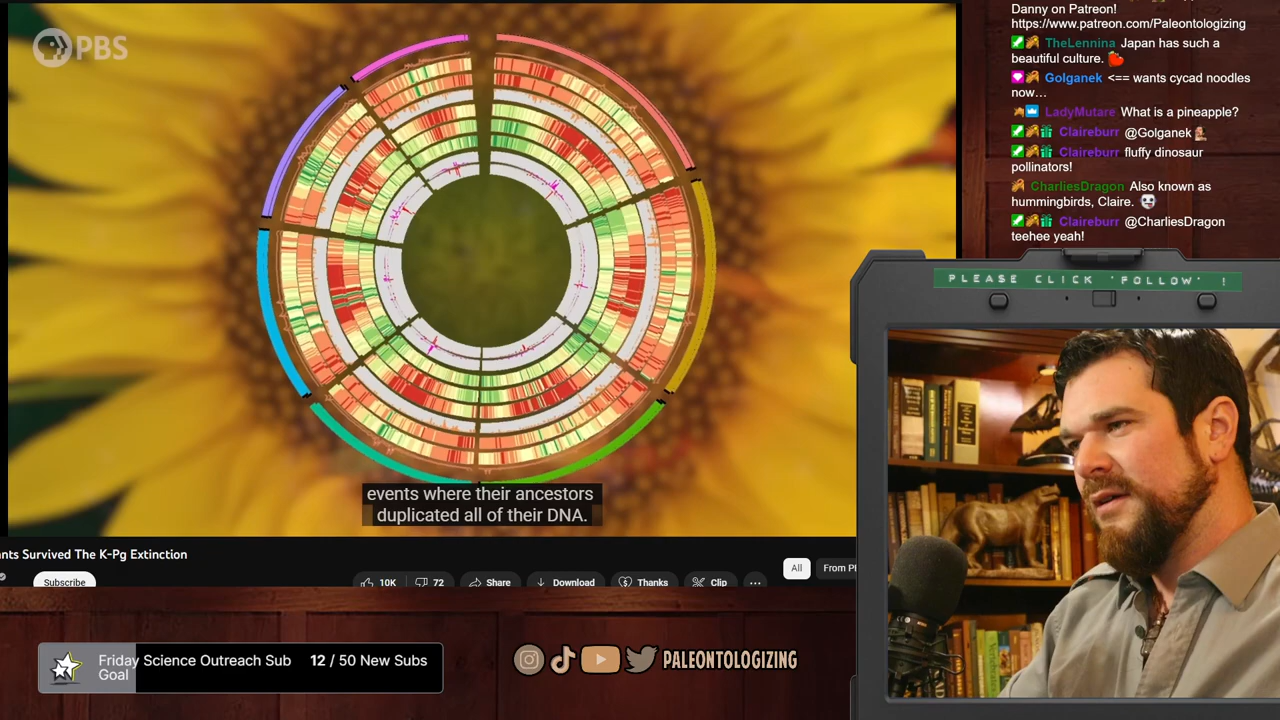 PBS
events where their ancestors
duplicated all of their DNA.
nts Survived The K-Pg Extinction
Subscribe
10K
72
Share
Download
Thanks
Clip
...
All
From
Friday Science Outreach Sub
Goal
12 / 50 New Subs
PALEONTOLOGIZING
Danny on Patreon!
https://www.patreon.com/Paleontologizing
TheLennina Japan has such a
beautiful culture.
Golganek <== wants cycad noodles
now…
LadyMutare What is a pineapple?
Claireburr @Golganek
Claireburr fluffy dinosaur
pollinators!
CharliesDragon Also known as
hummingbirds, Claire.
Claireburr @CharliesDragon
teehee yeah!
PLEASE CLICK 'FOLLOW' !